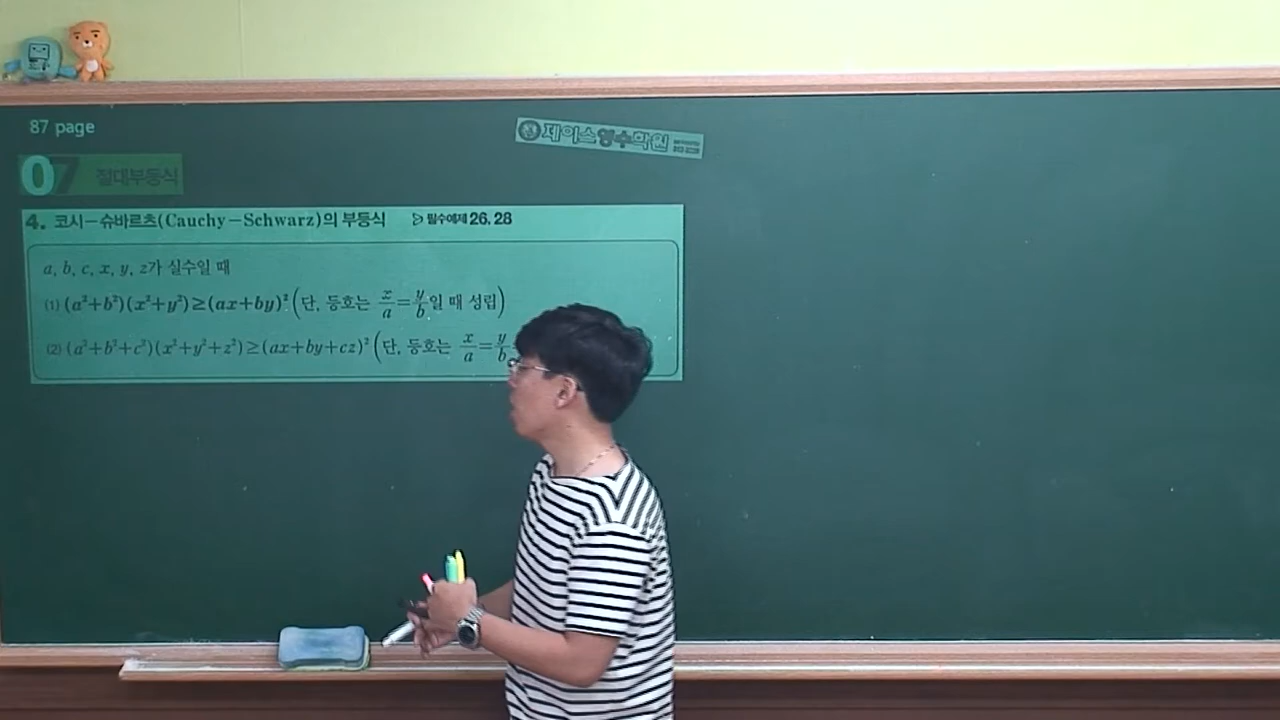 87 page
제이스영수학원
07 절대부등식
4. 코시-슈바르츠(Cauchy-Schwarz)의 부등식 ▷ 필수예제 26, 28
a, b, c, x, y, z가 실수일 때
(1) (a²+b²)(x²+y²)≥(ax+by)² (단, 등호는 x/a=y/b일 때 성립)
(2) (a²+b²+c²)(x²+y²+z²)≥(ax+by+cz)² (단, 등호는 x/a=y/b